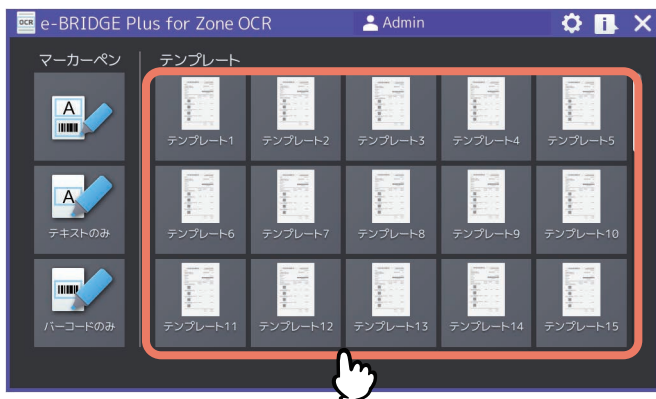 OCR e-BRIDGE Plus for Zone OCR Admin
マーカーペン
テンプレート
A
テンプレート1 テンプレート2 テンプレート3 テンプレート4 テンプレート5
A
テキストのみ
テンプレート6 テンプレート7 テンプレート8 テンプレート9 テンプレート10
バーコードのみ
テンプレート11 テンプレート12 テンプレート13 テンプレート14 テンプレート15